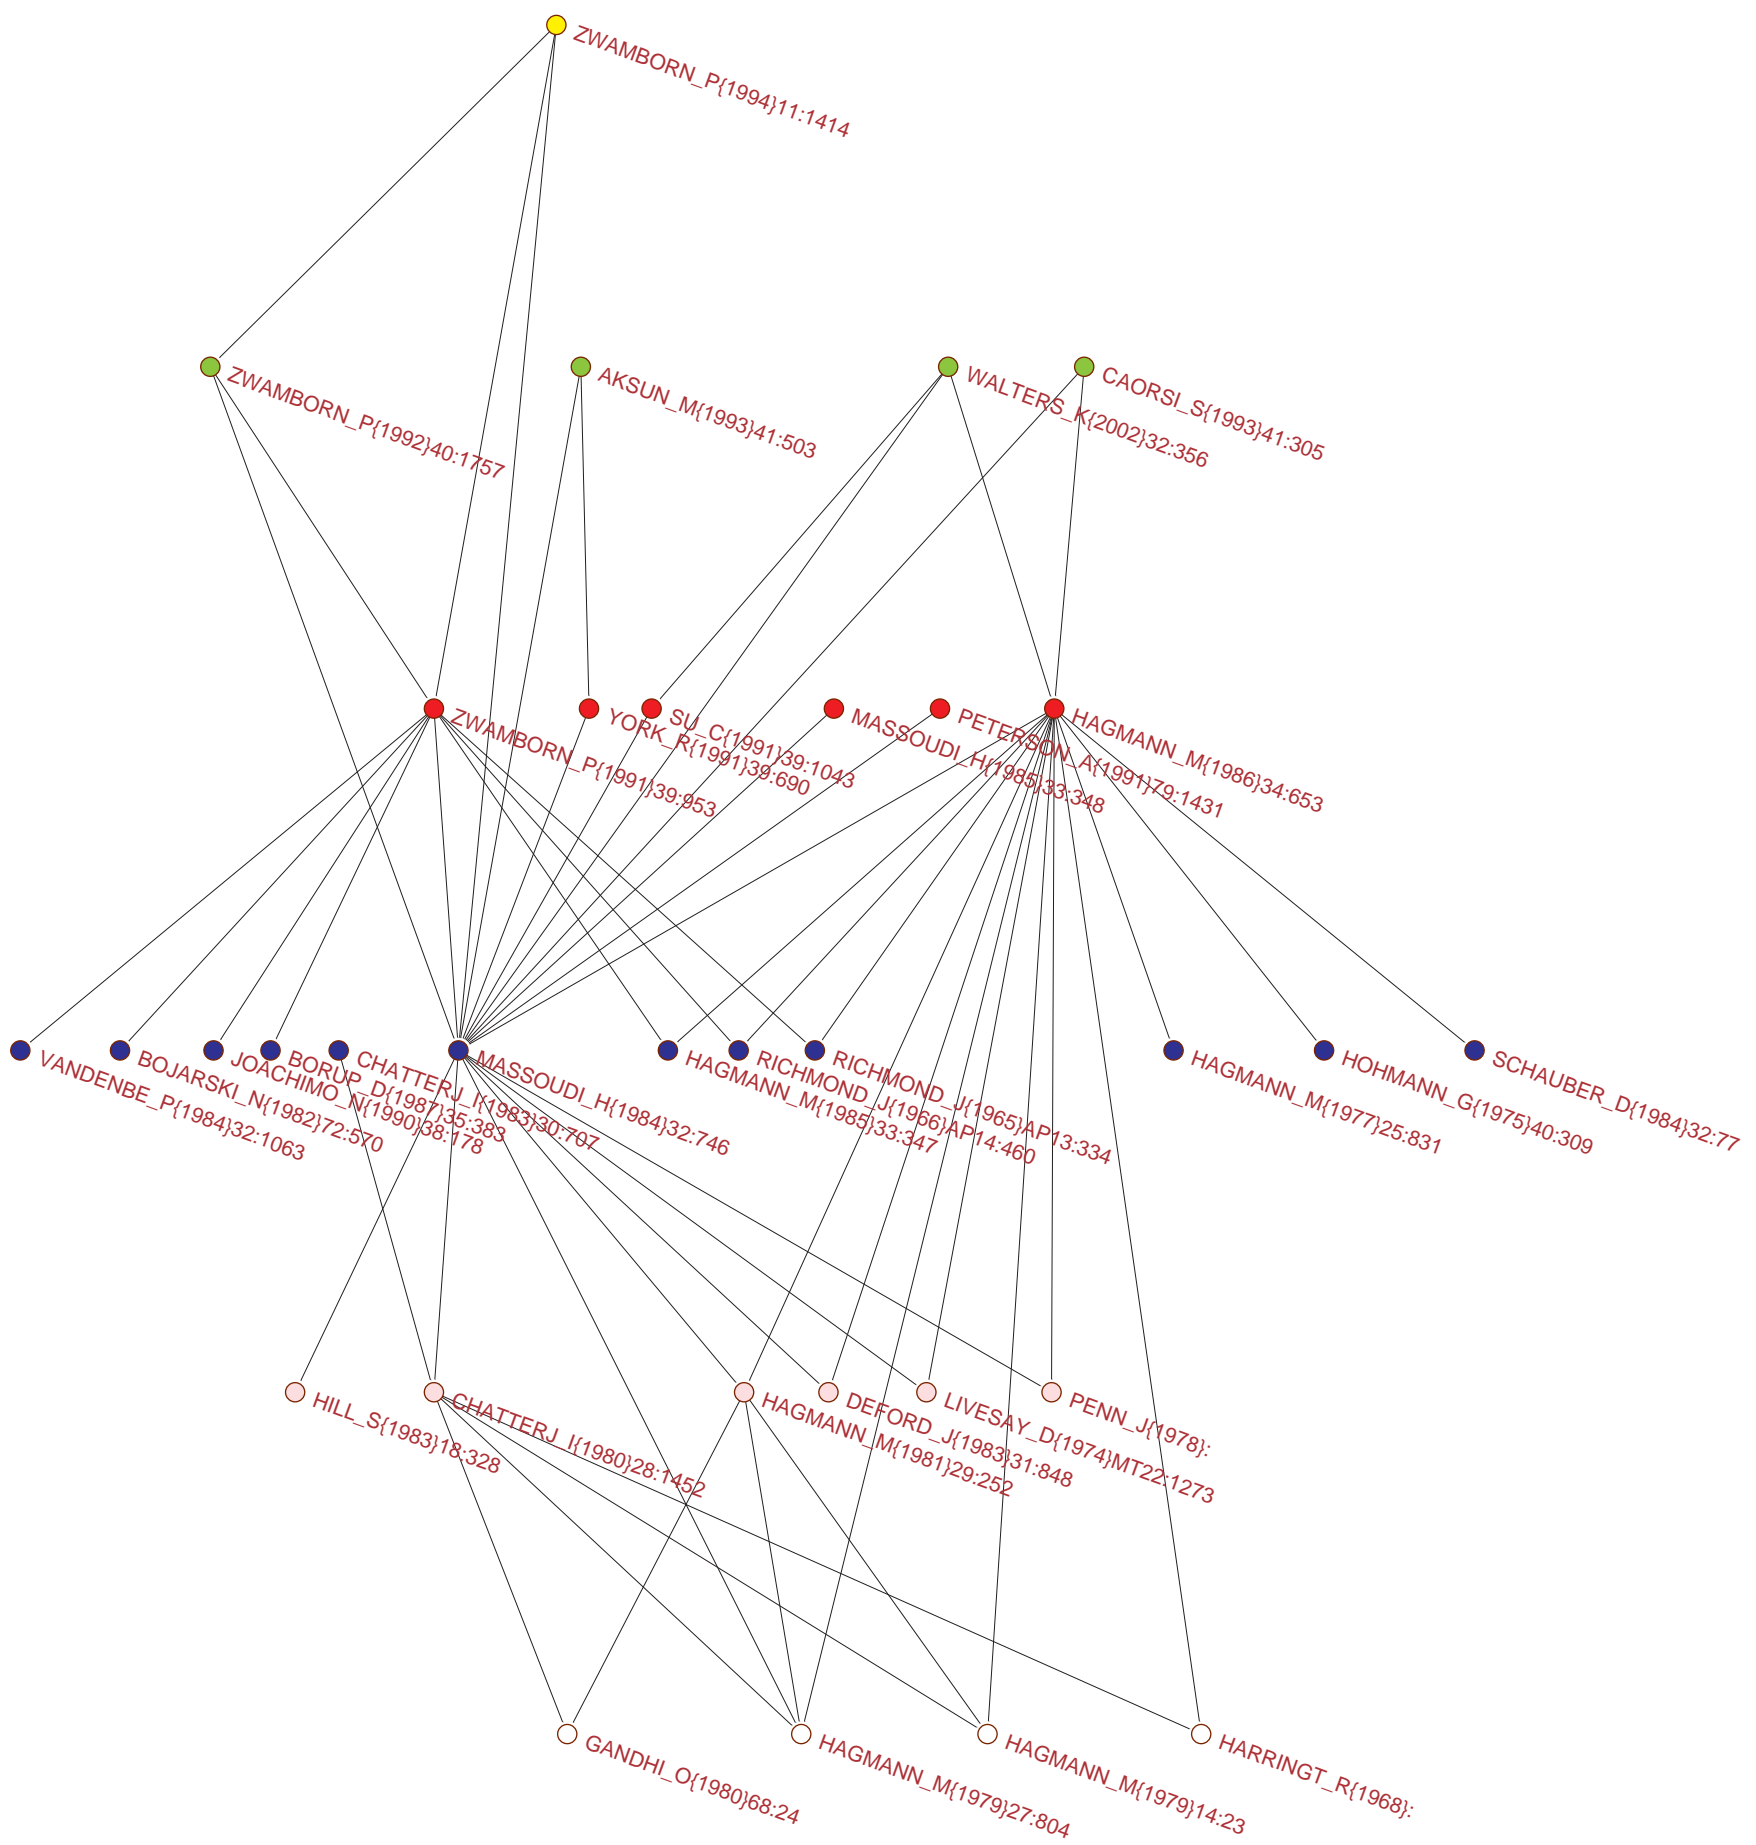 ZWAMBORN_P{1994}11:1414
ZWAMBORN_P{1992}40:1757
AKSUN_M{1993}41:503
WALTERS_K{2002}32:356
CAORSI_S{1993}41:305
ZWAMBORN_P{1991}39:953
YORK_R{1991}39:690
SU_C{1991}39:1043
MASSOUDI_H{1985}33:348
PETERSON_A{1991}79:1431
HAGMANN_M{1986}34:653
VANDENBE_P{1984}32:1063
BOJARSKI_N{1982}72:570
JOACHIMO_N{1990}38:178
BORUP_D{1987}35:383
CHATTERJ_I{1983}30:707
MASSOUDI_H{1984}32:746
HAGMANN_M{1985}33:347
RICHMOND_J{1966}AP14:460
RICHMOND_J{1965}AP13:334
HAGMANN_M{1977}25:831
HOHMANN_G{1975}40:309
SCHAUBER_D{1984}32:77
HILL_S{1983}18:328
CHATTERJ_I{1980}28:1452
HAGMANN_M{1981}29:252
DEFORD_J{1983}31:848
LIVESAY_D{1974}MT22:1273
PENN_J{1978}:
GANDHI_O{1980}68:24
HAGMANN_M{1979}27:804
HAGMANN_M{1979}14:23
HARRINGT_R{1968}: